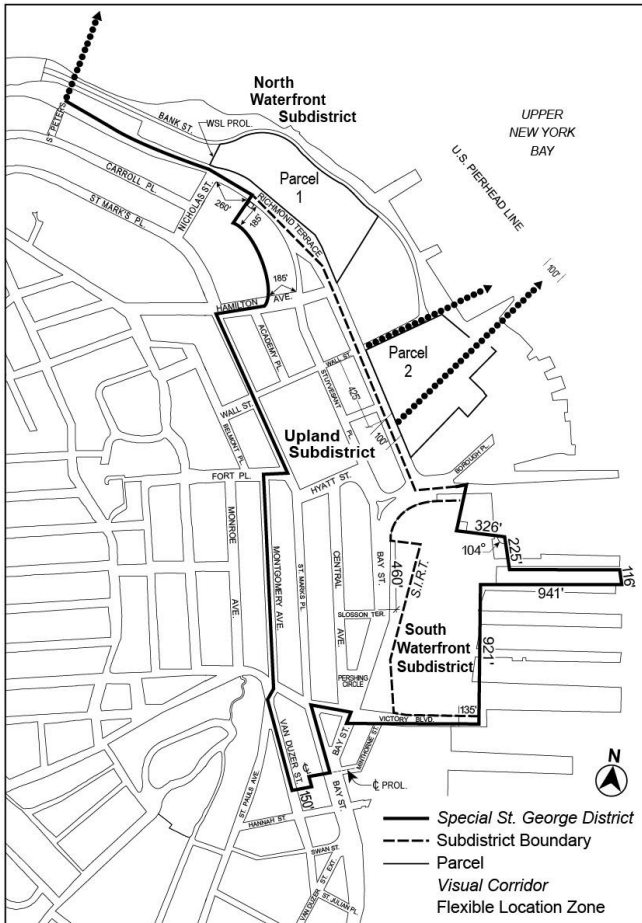 North
Waterfront
Subdistrict
UPPER
NEW YORK
BAY
U.S. PIERHEAD LINE
ST PETERS
BANK ST.
WSL PROL.
CARROLL PL.
ST MARK'S PL.
NICHOLAS ST.
Parcel
1
RICHMOND TERRACE
260'
185'
185'
100'
HAMILTON AVE.
ACADEMY PL.
Parcel
2
WALL ST.
STUYVESANT PL.
425'
100'
WALL ST.
BELMONT PL.
Upland
Subdistrict
BOROUGH PL.
FORT PL.
HYATT ST.
MONROE AVE.
MONTGOMERY AVE.
ST. MARKS PL.
CENTRAL AVE.
BAY ST.
460'
S.I.R.T.
326'
104°
225'
116'
941'
921'
SLOSSON TER.
South
Waterfront
Subdistrict
PERSHING
CIRCLE
135'
VICTORY BLVD.
VAN DUZER ST.
BAY ST.
MINTHORNE ST.
ST. PAULS AVE.
150'
BAY ST.
℄ PROL.
HANNAH ST.
SWAN ST.
VAN DUZER ST. EXT.
ST. JULIAN PL.
N
Special St. George District
Subdistrict Boundary
Parcel
Visual Corridor
Flexible Location Zone